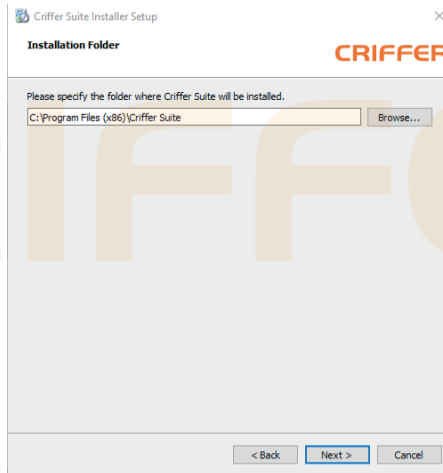 Criffer Suite Installer Setup
Installation Folder
CRIFFER
Please specify the folder where Criffer Suite will be installed.
C:\Program Files (x86)\Criffer Suite
Browse...
< Back
Next >
Cancel